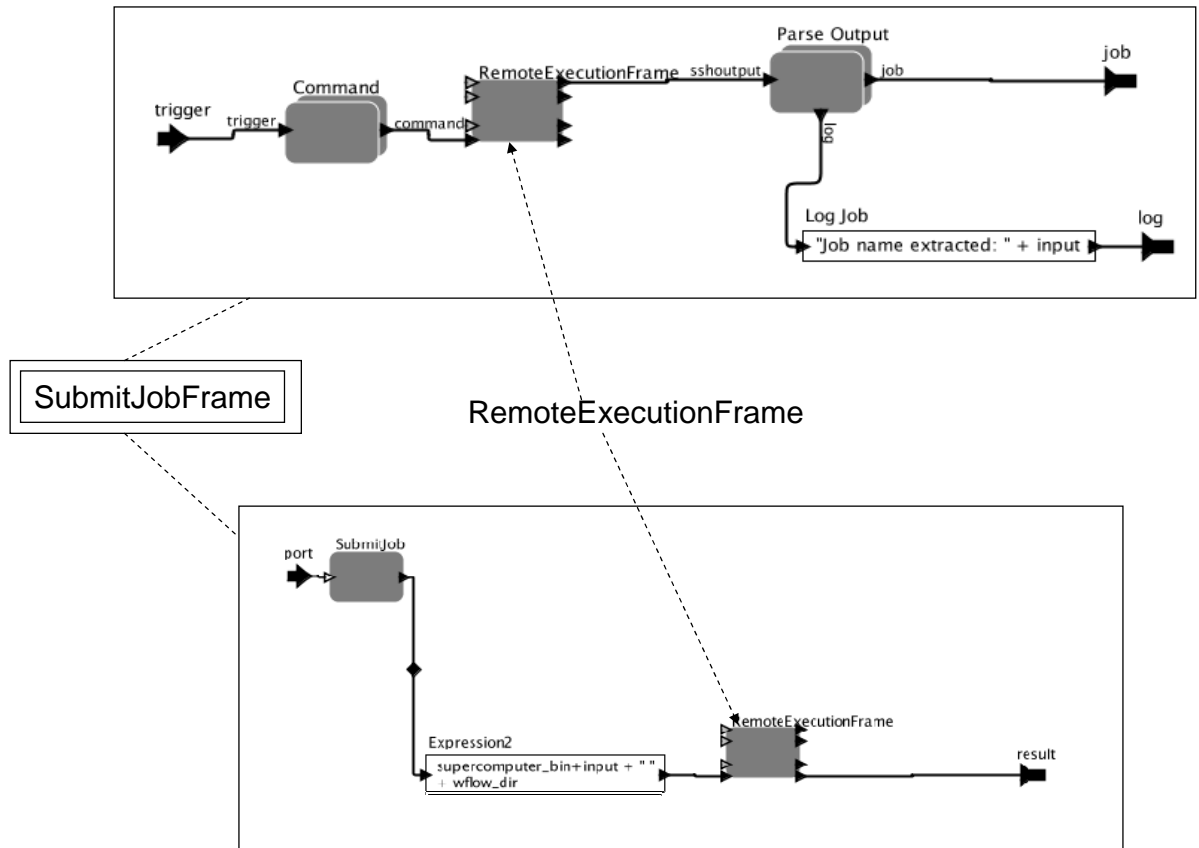 Parse Output
job
RemoteExecutionFrame
sshoutput
job
Command
trigger
trigger
command
log
Log Job
log
"Job name extracted: " + input
SubmitJobFrame
RemoteExecutionFrame
SubmitJob
port
RemoteExecutionFrame
Expression2
result
supercomputer_bin+input + " "
+ wflow_dir